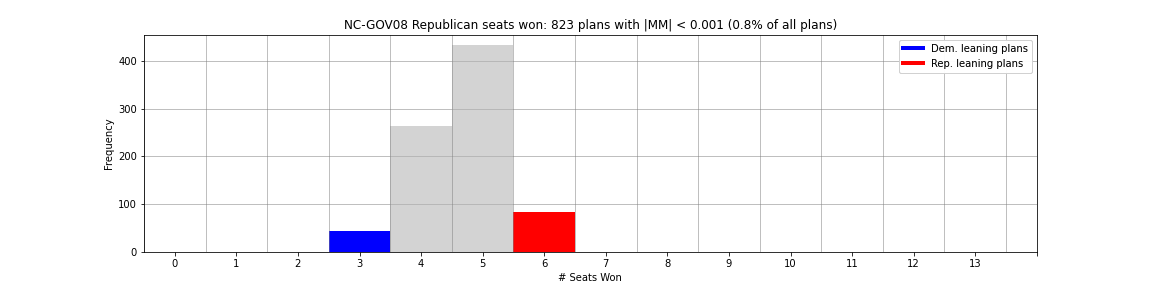 NC-GOV08 Republican seats won: 823 plans with |MM| < 0.001 (0.8% of all plans)
Dem. leaning plans
Rep. leaning plans
400
300
200
100
0
Frequency
0 1 2 3 4 5 6 7 8 9 10 11 12 13
# Seats Won